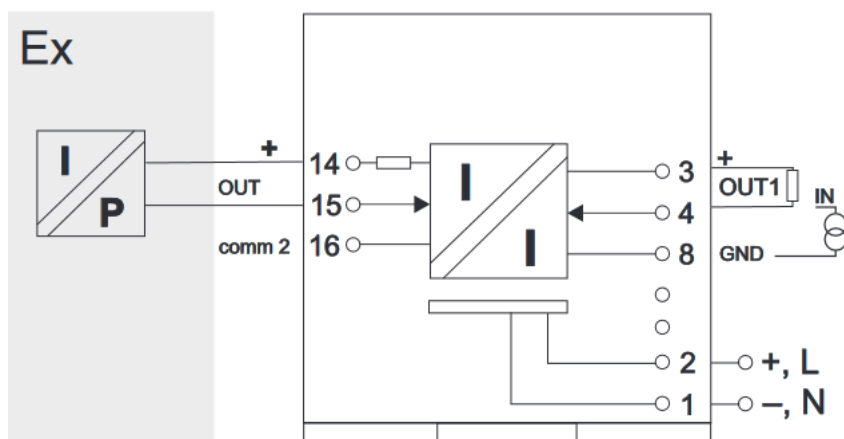 Ex
I
P
+
OUT
comm 2
14
15
16
I
I
3
4
8
2
1
+
OUT1
IN
GND
+, L
–, N